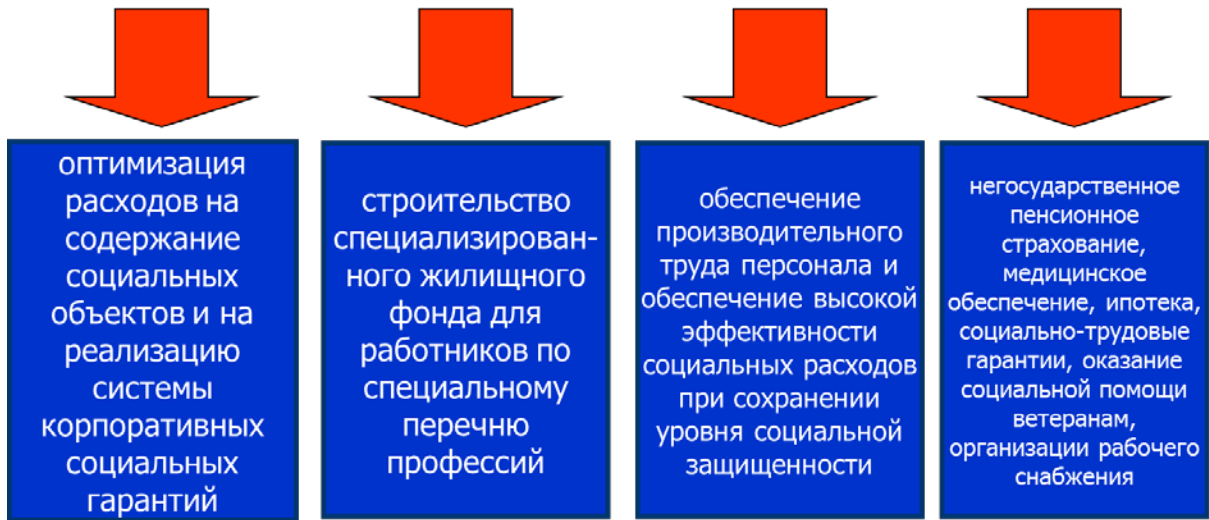 оптимизация
расходов на
содержание
социальных
объектов и на
реализацию
системы
корпоративных
социальных
гарантий
строительство
специализирован-
ного жилищного
фонда для
работников по
специальному
перечню
профессий
обеспечение
производительного
труда персонала и
обеспечение высокой
эффективности
социальных расходов
при сохранении
уровня социальной
защищенности
негосударственное
пенсионное
страхование,
медицинское
обеспечение, ипотека,
социально-трудовые
гарантии, оказание
социальной помощи
ветеранам,
организации рабочего
снабжения